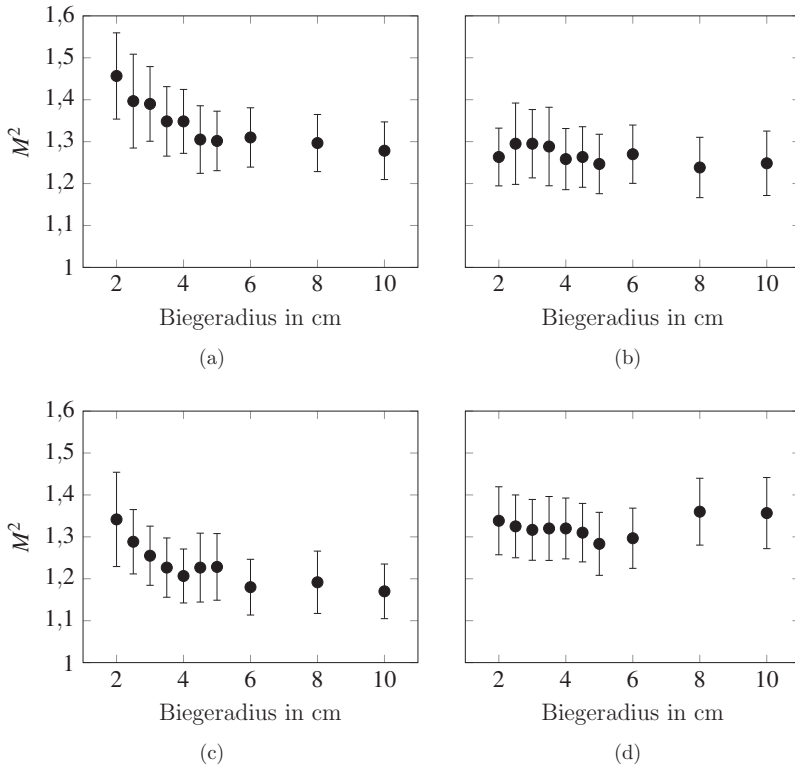 1,6
1,5
1,4
1,3
1,2
1,1
1
M²
2 4 6 8 10
Biegeradius in cm
(a)
2 4 6 8 10
Biegeradius in cm
(b)
1,6
1,5
1,4
1,3
1,2
1,1
1
M²
2 4 6 8 10
Biegeradius in cm
(c)
2 4 6 8 10
Biegeradius in cm
(d)